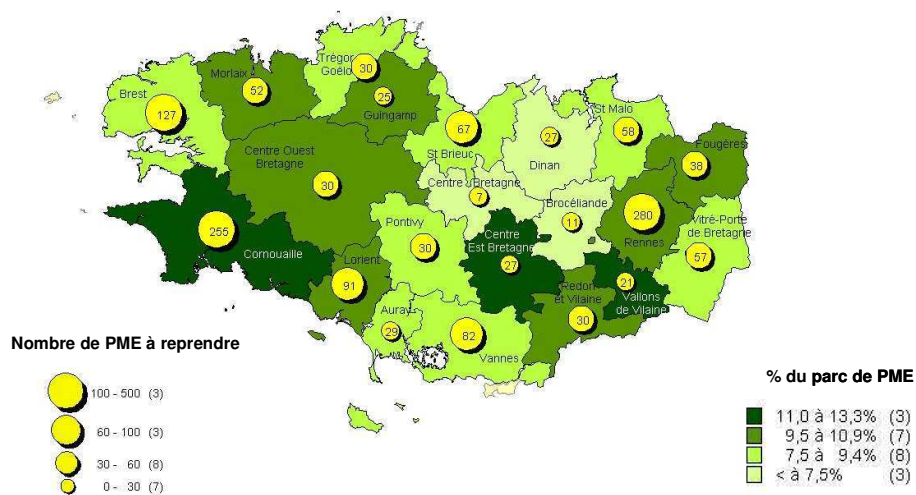 Trégor
Goëlo
30
Morlaix
52
Brest
127
25
Guingamp
67
St Brieuc
27
Dinan
St Malo
58
Fougères
38
Centre Ouest
Bretagne
30
Centre Bretagne
7
Brocéliande
11
280
Rennes
Vitré-Porte
de Bretagne
57
255
Cornouaille
Pontivy
30
Centre
Est Bretagne
27
Lorient
91
Redon
et Vilaine
30
21
Vallons
de Vilaine
Auray
29
82
Vannes
Nombre de PME à reprendre
100 - 500 (3)
60 - 100 (3)
30 - 60 (8)
0 - 30 (7)
% du parc de PME
11,0 à 13,3% (3)
9,5 à 10,9% (7)
7,5 à 9,4% (8)
< à 7,5% (3)